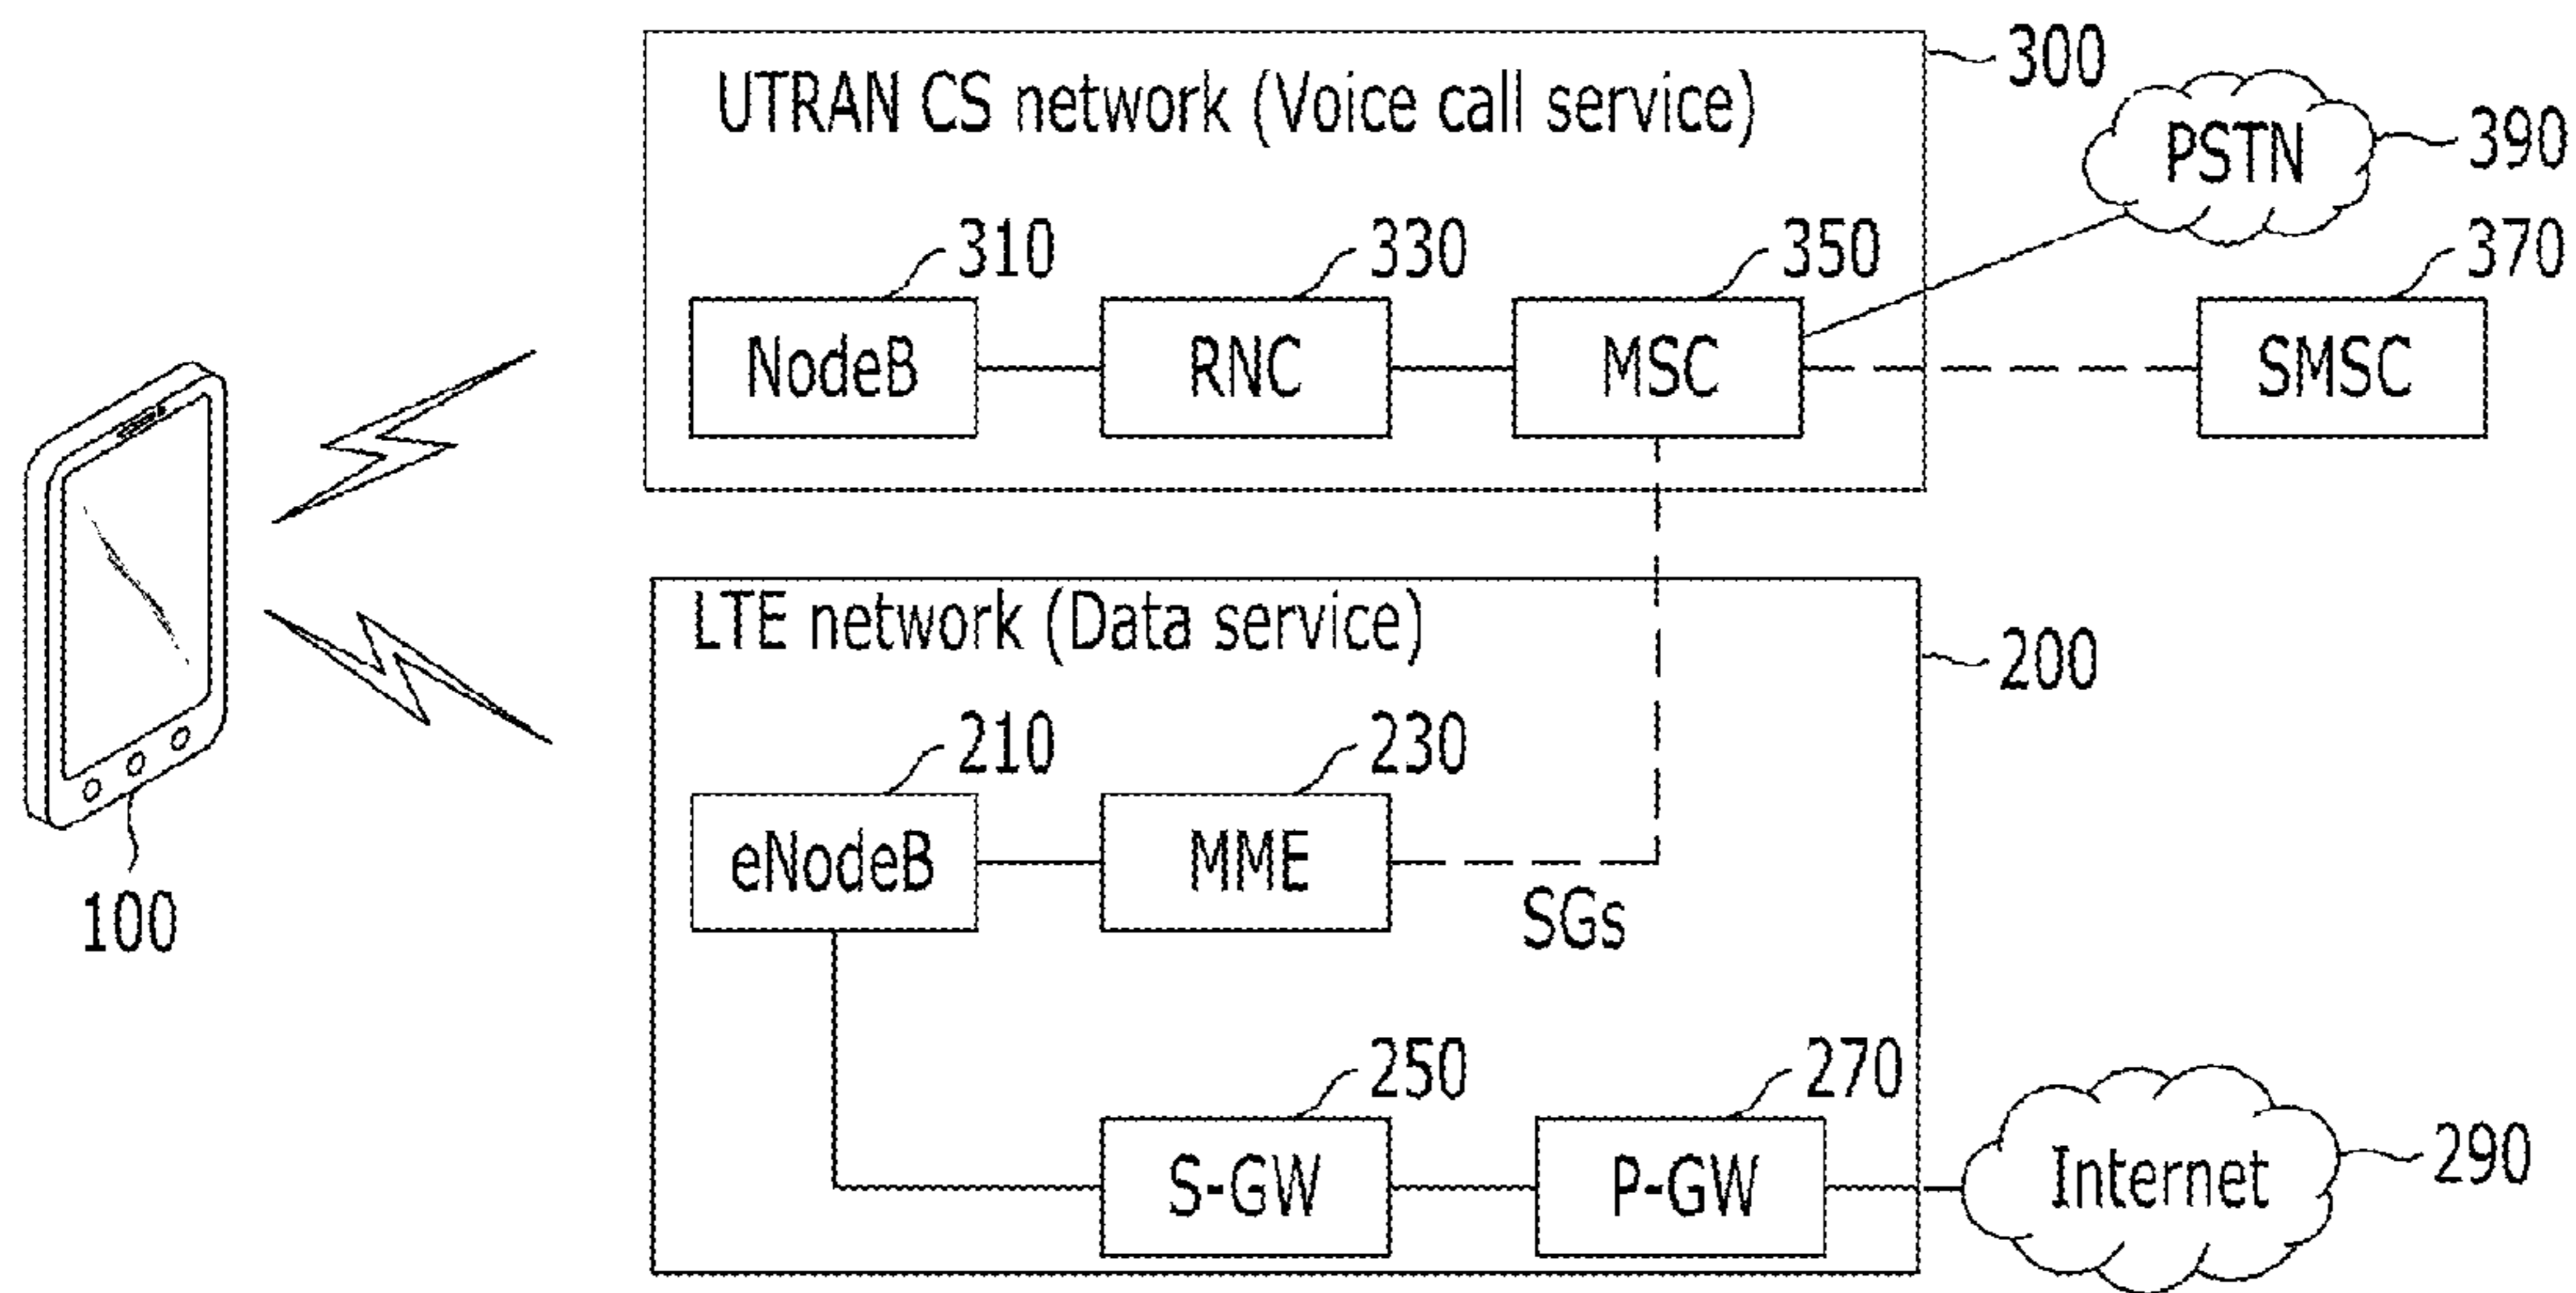 UTRAN CS network (Voice call service)
300
PSTN
390
310
330
350
370
NodeB
RNC
MSC
SMSC
LTE network (Data service)
200
210
230
eNodeB
MME
SGs
100
250
270
S-GW
P-GW
Internet
290